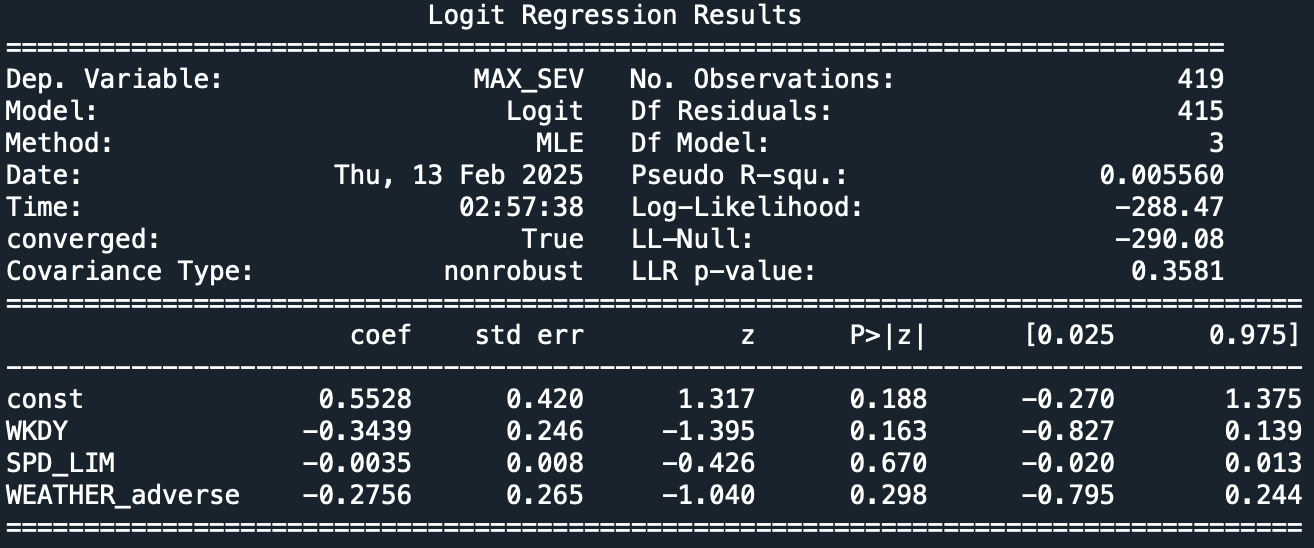 Logit Regression Results
==============================================================================
Dep. Variable: MAX_SEV No. Observations: 419
Model: Logit Df Residuals: 415
Method: MLE Df Model: 3
Date: Thu, 13 Feb 2025 Pseudo R-squ.: 0.005560
Time: 02:57:38 Log-Likelihood: -288.47
converged: True LL-Null: -290.08
Covariance Type: nonrobust LLR p-value: 0.3581
===================================================================================
coef std err z P>|z| [0.025 0.975]
-----------------------------------------------------------------------------------
const 0.5528 0.420 1.317 0.188 -0.270 1.375
WKDY -0.3439 0.246 -1.395 0.163 -0.827 0.139
SPD_LIM -0.0035 0.008 -0.426 0.670 -0.020 0.013
WEATHER_adverse -0.2756 0.265 -1.040 0.298 -0.795 0.244
===================================================================================